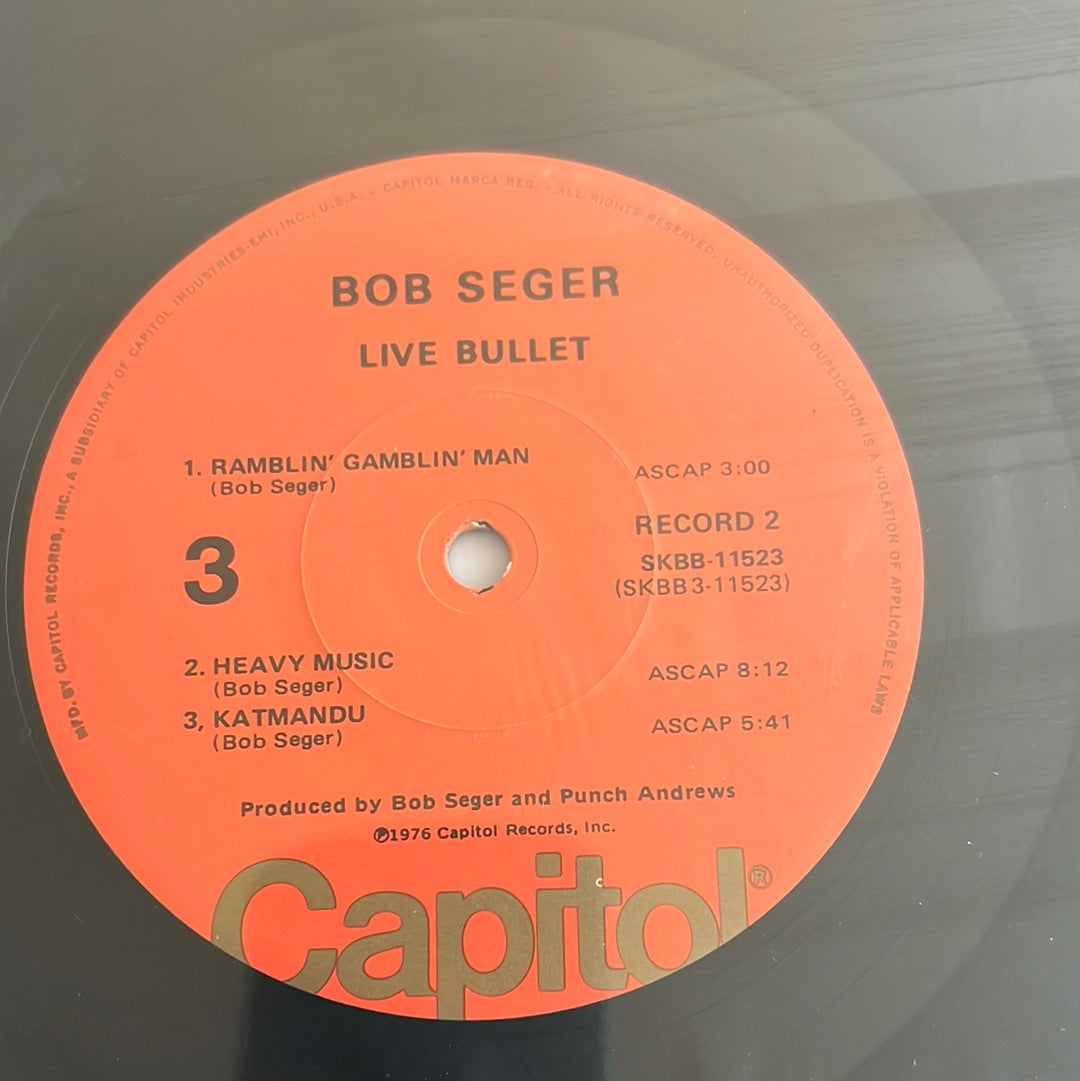 MFD. BY CAPITOL RECORDS, INC., A SUBSIDIARY OF CAPITOL INDUSTRIES-EMI, INC., U.S.A. - CAPITOL MARCA REG. - ALL RIGHTS RESERVED. UNAUTHORIZED DUPLICATION IS A VIOLATION OF APPLICABLE LAWS
BOB SEGER
LIVE BULLET
1. RAMBLIN' GAMBLIN' MAN ASCAP 3:00
(Bob Seger)
RECORD 2
3
SKBB-11523
(SKBB3-11523)
2. HEAVY MUSIC ASCAP 8:12
(Bob Seger)
3, KATMANDU ASCAP 5:41
(Bob Seger)
Produced by Bob Seger and Punch Andrews
Ⓟ1976 Capitol Records, Inc.
Capitol®